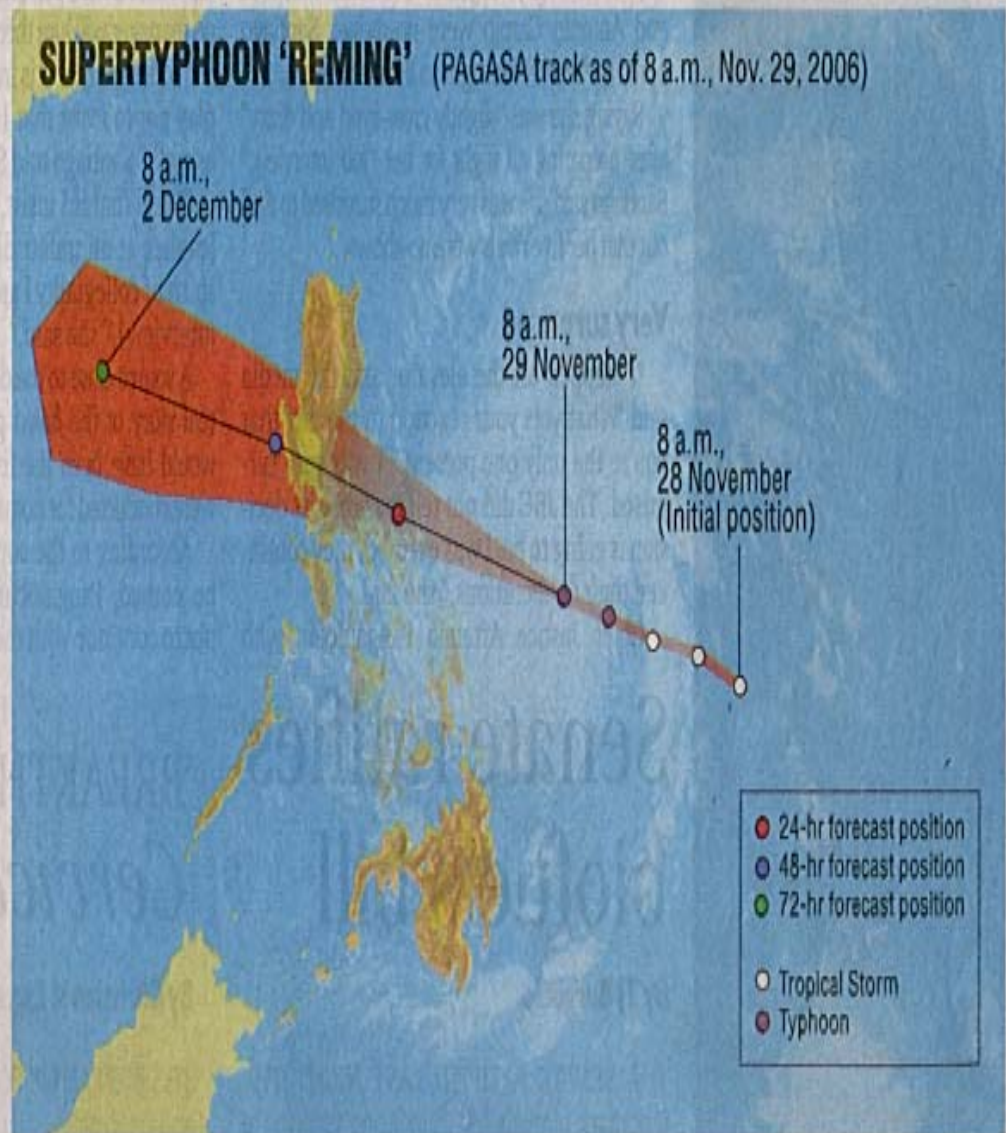 SUPERTYPHOON 'REMING' (PAGASA track as of 8 a.m., Nov. 29, 2006)
8 a.m.,
2 December
8 a.m.,
29 November
8 a.m.,
28 November
(Initial position)
24-hr forecast position
48-hr forecast position
72-hr forecast position
Tropical Storm
Typhoon